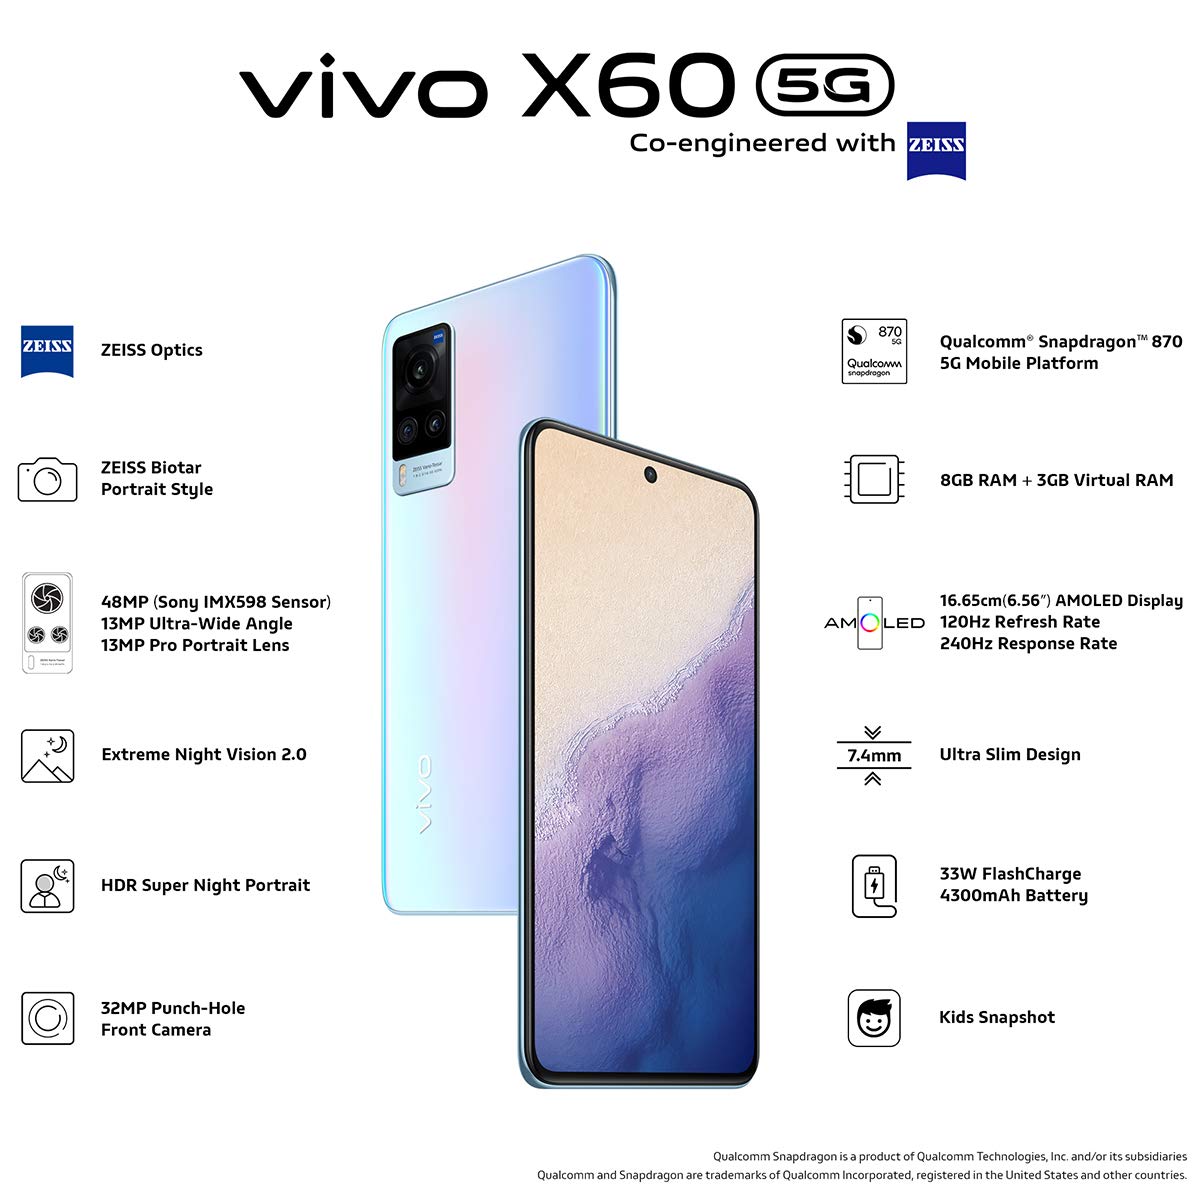 vivo X60 5G
Co-engineered with ZEISS
ZEISS
ZEISS Optics
ZEISS Biotar
Portrait Style
48MP (Sony IMX598 Sensor)
13MP Ultra-Wide Angle
13MP Pro Portrait Lens
Extreme Night Vision 2.0
HDR Super Night Portrait
32MP Punch-Hole
Front Camera
ZEISS
vivo
870
5G
Qualcomm
snapdragon
Qualcomm® Snapdragon™ 870
5G Mobile Platform
8GB RAM + 3GB Virtual RAM
AMOLED
16.65cm(6.56″) AMOLED Display
120Hz Refresh Rate
240Hz Response Rate
7.4mm
Ultra Slim Design
33W FlashCharge
4300mAh Battery
Kids Snapshot
Qualcomm Snapdragon is a product of Qualcomm Technologies, Inc. and/or its subsidiaries
Qualcomm and Snapdragon are trademarks of Qualcomm Incorporated, registered in the United States and other countries.